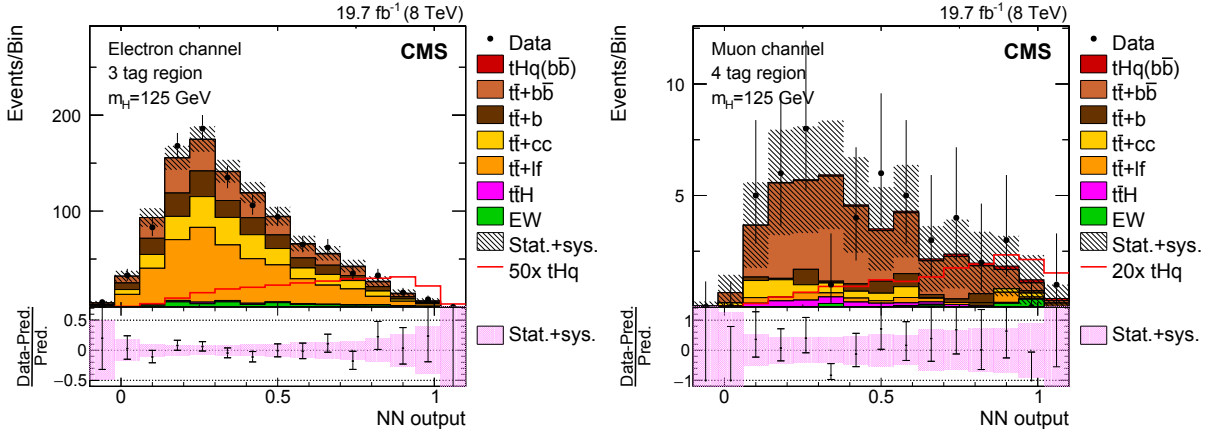 19.7 fb⁻¹ (8 TeV)
Events/Bin
200
100
Electron channel
3 tag region
m_H=125 GeV
CMS
Data
tHq(bb̄)
tt̄+bb̄
tt̄+b
tt̄+cc
tt̄+lf
tt̄H
EW
Stat.+sys.
50x tHq
Data-Pred.
Pred.
0.5
0
−0.5
Stat.+sys.
0
0.5
1
NN output
19.7 fb⁻¹ (8 TeV)
Events/Bin
10
5
Muon channel
4 tag region
m_H=125 GeV
CMS
Data
tHq(bb̄)
tt̄+bb̄
tt̄+b
tt̄+cc
tt̄+lf
tt̄H
EW
Stat.+sys.
20x tHq
Data-Pred.
Pred.
1
0
−1
Stat.+sys.
0
0.5
1
NN output